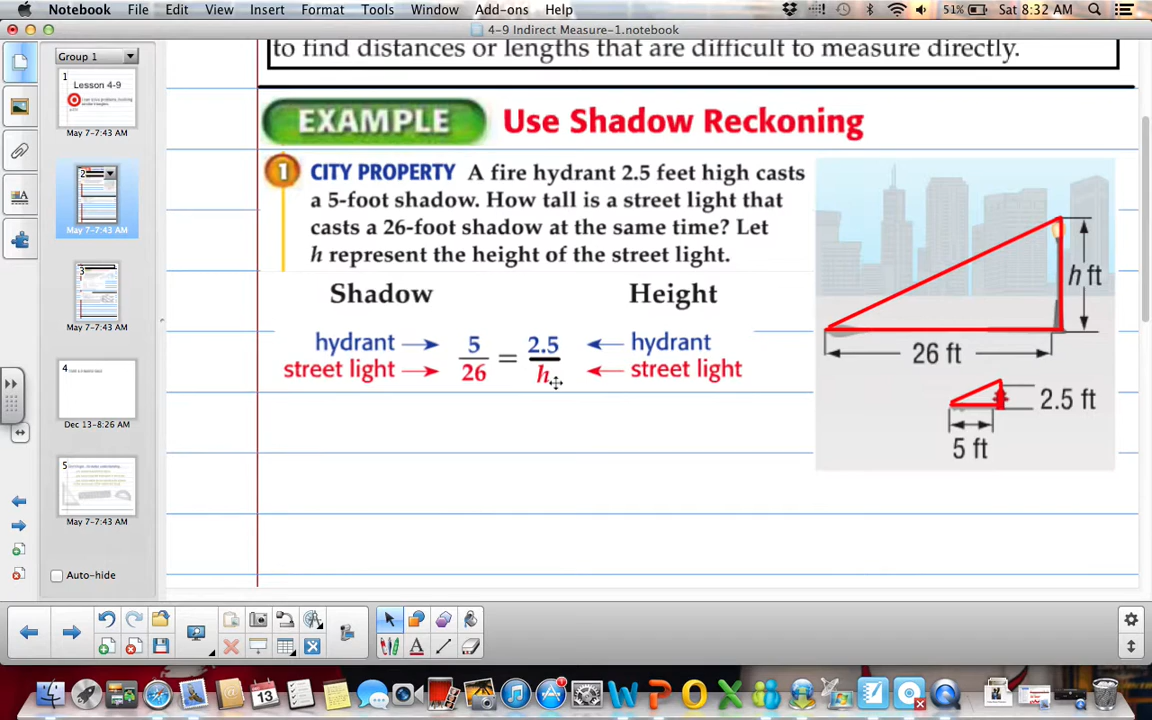 Notebook File Edit View Insert Format Tools Window Add-ons Help 51% Sat 8:32 AM
4-9 Indirect Measure-1.notebook
Group 1
1
Lesson 4-9
May 7-7:43 AM
2
May 7-7:43 AM
3
May 7-7:43 AM
4
Dec 13-8:26 AM
5
May 7-7:43 AM
Auto-hide
to find distances or lengths that are difficult to measure directly.
EXAMPLE Use Shadow Reckoning
1 CITY PROPERTY A fire hydrant 2.5 feet high casts
a 5-foot shadow. How tall is a street light that
casts a 26-foot shadow at the same time? Let
h represent the height of the street light.
Shadow Height
hydrant → 5/26 = 2.5/h ← hydrant
street light → ← street light
h ft
26 ft
2.5 ft
5 ft
13